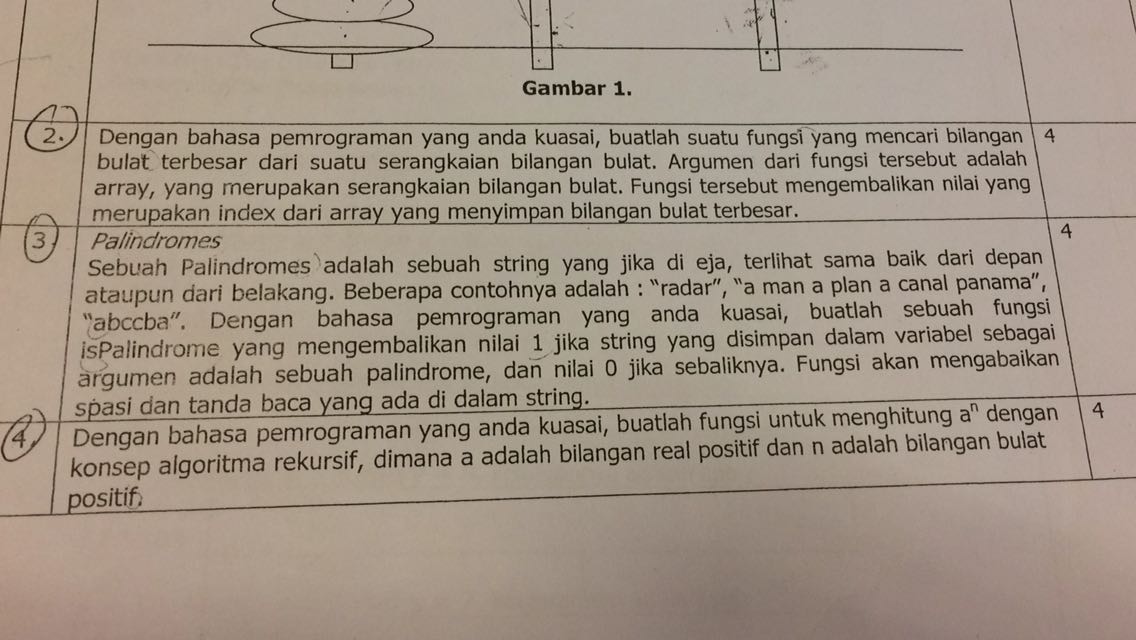 Gambar 1.
2. Dengan bahasa pemrograman yang anda kuasai, buatlah suatu fungsi yang mencari bilangan 4
bulat terbesar dari suatu serangkaian bilangan bulat. Argumen dari fungsi tersebut adalah
array, yang merupakan serangkaian bilangan bulat. Fungsi tersebut mengembalikan nilai yang
merupakan index dari array yang menyimpan bilangan bulat terbesar.
3. Palindromes 4
Sebuah Palindromes adalah sebuah string yang jika di eja, terlihat sama baik dari depan
ataupun dari belakang. Beberapa contohnya adalah : “radar”, “a man a plan a canal panama”,
“abccba”. Dengan bahasa pemrograman yang anda kuasai, buatlah sebuah fungsi
isPalindrome yang mengembalikan nilai 1 jika string yang disimpan dalam variabel sebagai
argumen adalah sebuah palindrome, dan nilai 0 jika sebaliknya. Fungsi akan mengabaikan
spasi dan tanda baca yang ada di dalam string.
4. Dengan bahasa pemrograman yang anda kuasai, buatlah fungsi untuk menghitung aⁿ dengan 4
konsep algoritma rekursif, dimana a adalah bilangan real positif dan n adalah bilangan bulat
positif.